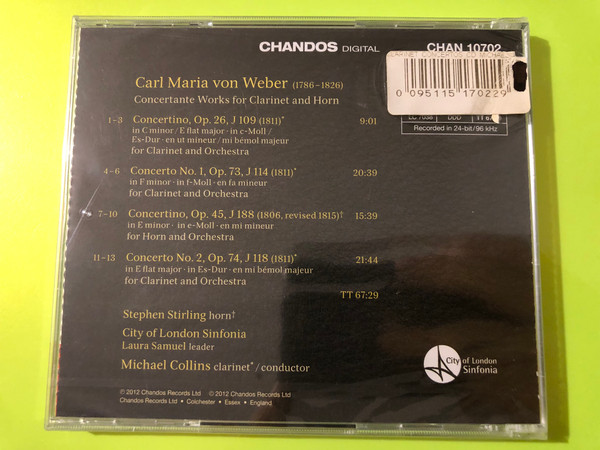 CHANDOS DIGITAL
CHAN 10702
Carl Maria von Weber (1786–1826)
0 095115 170229
Concertante Works for Clarinet and Horn
DDD
Recorded in 24-bit/96 kHz
1–3 Concertino, Op. 26, J 109 (1811)* 9:01
in C minor/E flat major · in c-Moll/
Es-Dur · en ut mineur/mi bémol majeur
for Clarinet and Orchestra
4–6 Concerto No. 1, Op. 73, J 114 (1811)* 20:39
in F minor · in f-Moll · en fa mineur
for Clarinet and Orchestra
7–10 Concertino, Op. 45, J 188 (1806, revised 1815)† 15:39
in E minor · in e-Moll · en mi mineur
for Horn and Orchestra
11–13 Concerto No. 2, Op. 74, J 118 (1811)* 21:44
in E flat major · in Es-Dur · en mi bémol majeur
for Clarinet and Orchestra
TT 67:29
Stephen Stirling horn†
City of London Sinfonia
Laura Samuel leader
Michael Collins clarinet*/conductor
City of London
Sinfonia
℗ 2012 Chandos Records Ltd © 2012 Chandos Records Ltd
Chandos Records Ltd • Colchester • Essex • England